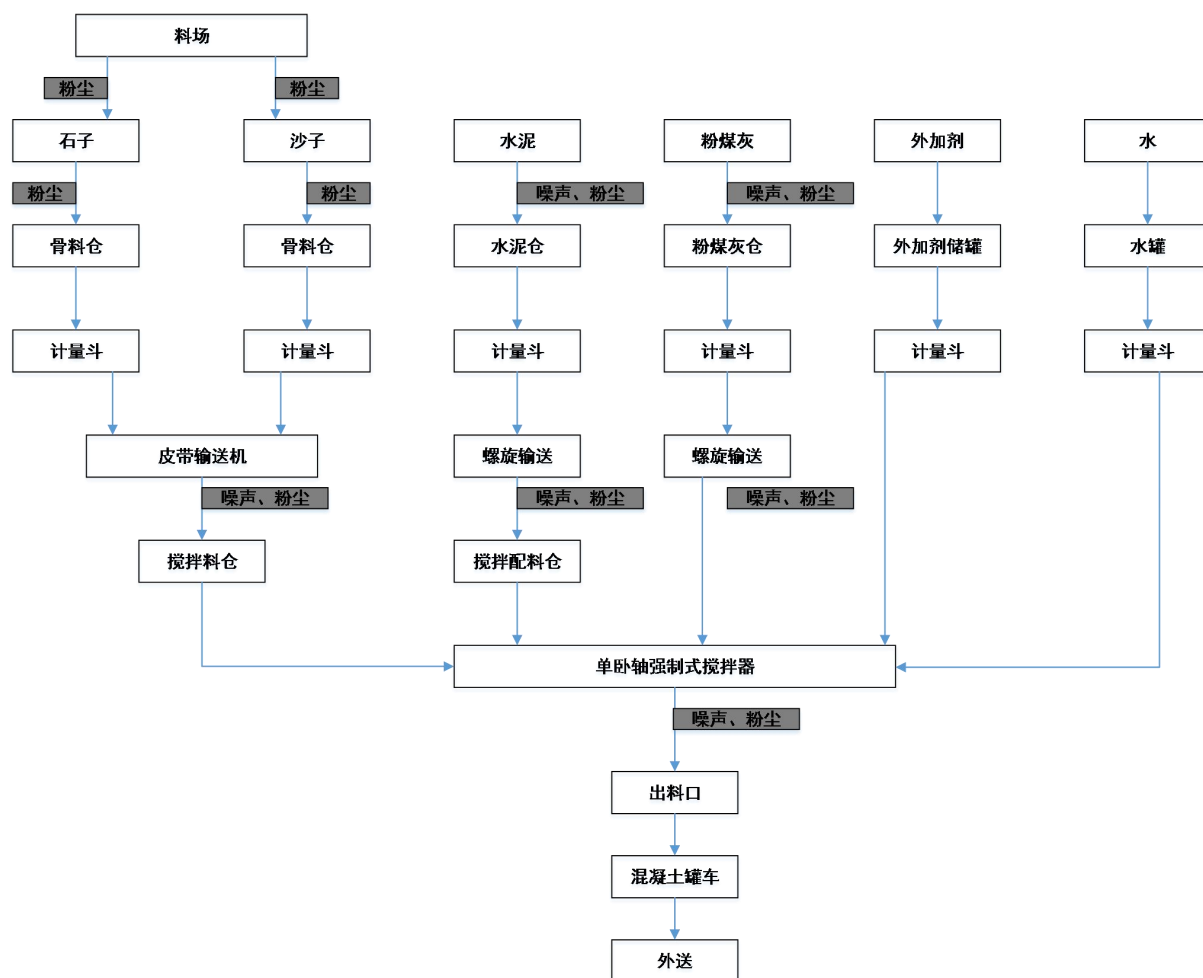 料场
粉尘
粉尘
石子
沙子
水泥
粉煤灰
外加剂
水
粉尘
粉尘
噪声、粉尘
噪声、粉尘
骨料仓
骨料仓
水泥仓
粉煤灰仓
外加剂储罐
水罐
计量斗
计量斗
计量斗
计量斗
计量斗
计量斗
皮带输送机
螺旋输送
螺旋输送
噪声、粉尘
噪声、粉尘
噪声、粉尘
搅拌料仓
搅拌配料仓
单卧轴强制式搅拌器
噪声、粉尘
出料口
混凝土罐车
外送